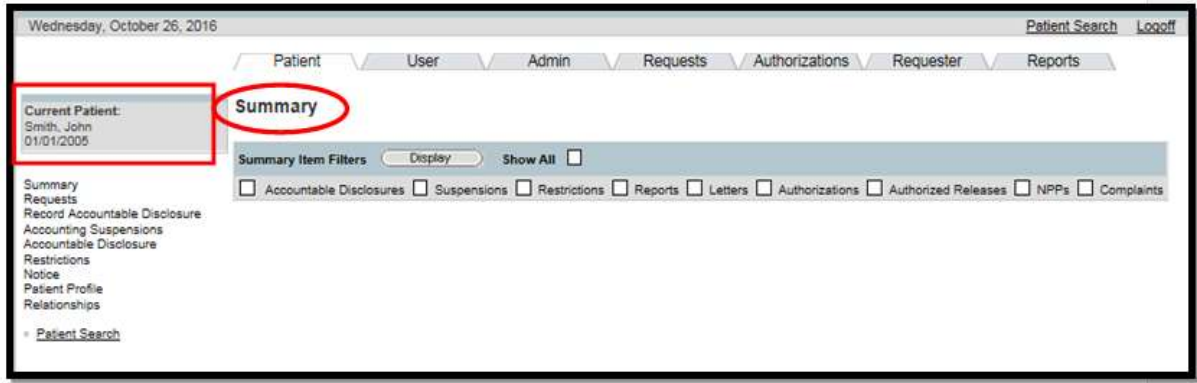 Wednesday, October 26, 2016 Patient Search Logoff
Patient User Admin Requests Authorizations Requester Reports
Current Patient:
Smith, John
01/01/2005
Summary
Summary Item Filters Display Show All
Accountable Disclosures Suspensions Restrictions Reports Letters Authorizations Authorized Releases NPPs Complaints
Summary
Requests
Record Accountable Disclosure
Accounting Suspensions
Accountable Disclosure
Restrictions
Notice
Patient Profile
Relationships
Patient Search